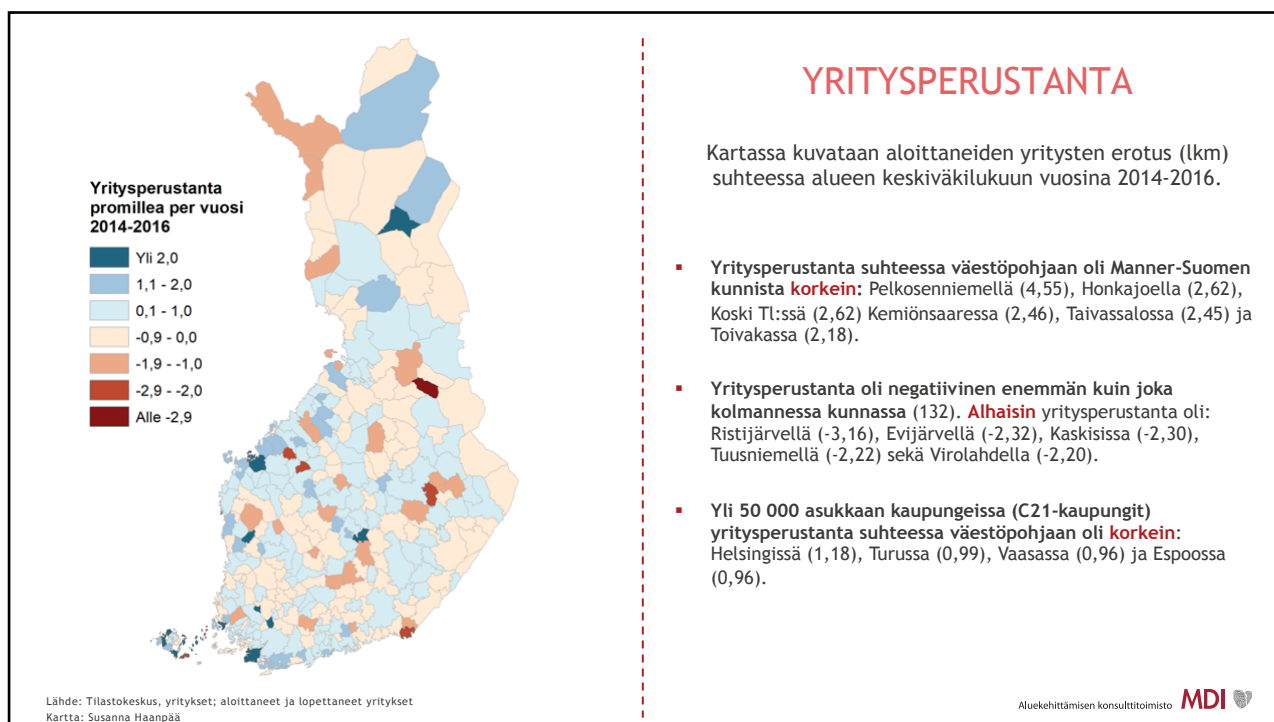 Yritysperustanta
promillea per vuosi
2014-2016
Yli 2,0
1,1 - 2,0
0,1 - 1,0
-0,9 - 0,0
-1,9 - -1,0
-2,9 - -2,0
Alle -2,9
Lähde: Tilastokeskus, yritykset; aloittaneet ja lopettaneet yritykset
Kartta: Susanna Haanpää
YRITYSPERUSTANTA
Kartassa kuvataan aloittaneiden yritysten erotus (lkm)
suhteessa alueen keskiväkilukuun vuosina 2014-2016.
▪ Yritysperustanta suhteessa väestöpohjaan oli Manner-Suomen
kunnista korkein: Pelkosenniemellä (4,55), Honkajoella (2,62),
Koski Tl:ssä (2,62) Kemiönsaaressa (2,46), Taivassalossa (2,45) ja
Toivakassa (2,18).
▪ Yritysperustanta oli negatiivinen enemmän kuin joka
kolmannessa kunnassa (132). Alhaisin yritysperustanta oli:
Ristijärvellä (-3,16), Evijärvellä (-2,32), Kaskisissa (-2,30),
Tuusniemellä (-2,22) sekä Virolahdella (-2,20).
▪ Yli 50 000 asukkaan kaupungeissa (C21-kaupungit)
yritysperustanta suhteessa väestöpohjaan oli korkein:
Helsingissä (1,18), Turussa (0,99), Vaasassa (0,96) ja Espoossa
(0,96).
Aluekehittämisen konsulttitoimisto MDI